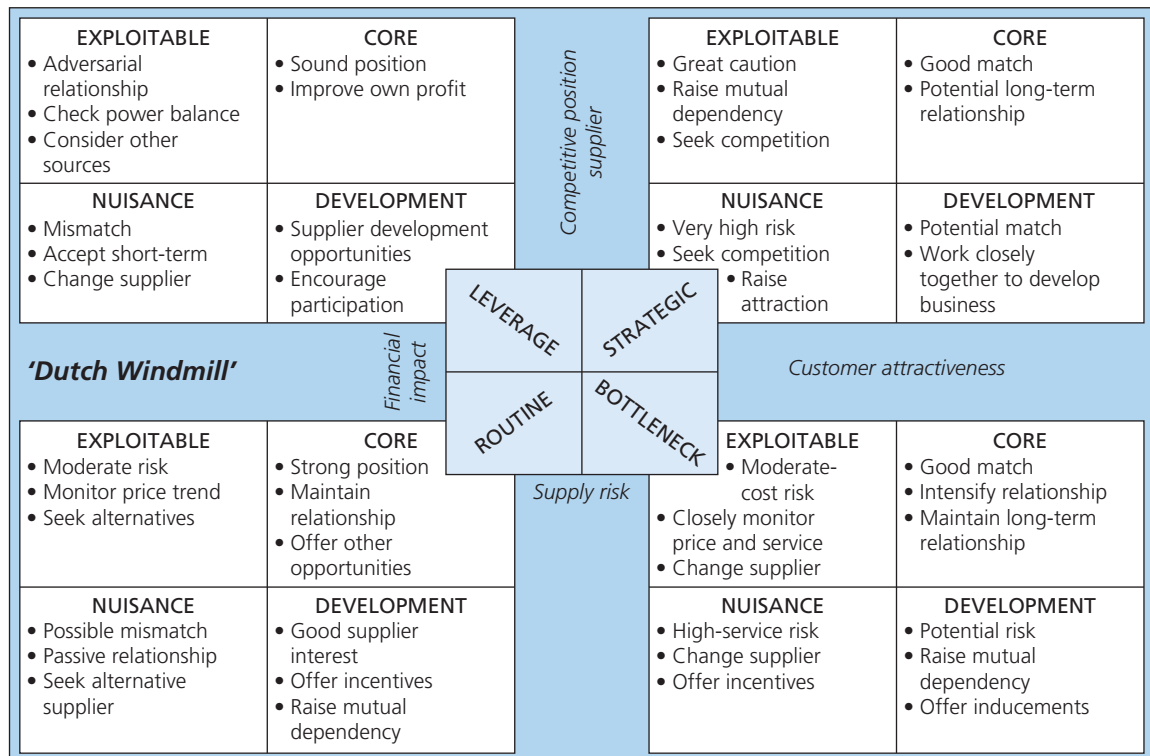 EXPLOITABLE
• Adversarial
relationship
• Check power balance
• Consider other
sources
CORE
• Sound position
• Improve own profit
NUISANCE
• Mismatch
• Accept short-term
• Change supplier
DEVELOPMENT
• Supplier development
opportunities
• Encourage
participation
Competitive position
supplier
EXPLOITABLE
• Great caution
• Raise mutual
dependency
• Seek competition
CORE
• Good match
• Potential long-term
relationship
NUISANCE
• Very high risk
• Seek competition
• Raise
attraction
DEVELOPMENT
• Potential match
• Work closely
together to develop
business
'Dutch Windmill'
Financial
impact
LEVERAGE
STRATEGIC
ROUTINE
BOTTLENECK
Customer attractiveness
Supply risk
EXPLOITABLE
• Moderate risk
• Monitor price trend
• Seek alternatives
CORE
• Strong position
• Maintain
relationship
• Offer other
opportunities
NUISANCE
• Possible mismatch
• Passive relationship
• Seek alternative
supplier
DEVELOPMENT
• Good supplier
interest
• Offer incentives
• Raise mutual
dependency
EXPLOITABLE
• Moderate-
cost risk
• Closely monitor
price and service
• Change supplier
CORE
• Good match
• Intensify relationship
• Maintain long-term
relationship
NUISANCE
• High-service risk
• Change supplier
• Offer incentives
DEVELOPMENT
• Potential risk
• Raise mutual
dependency
• Offer inducements